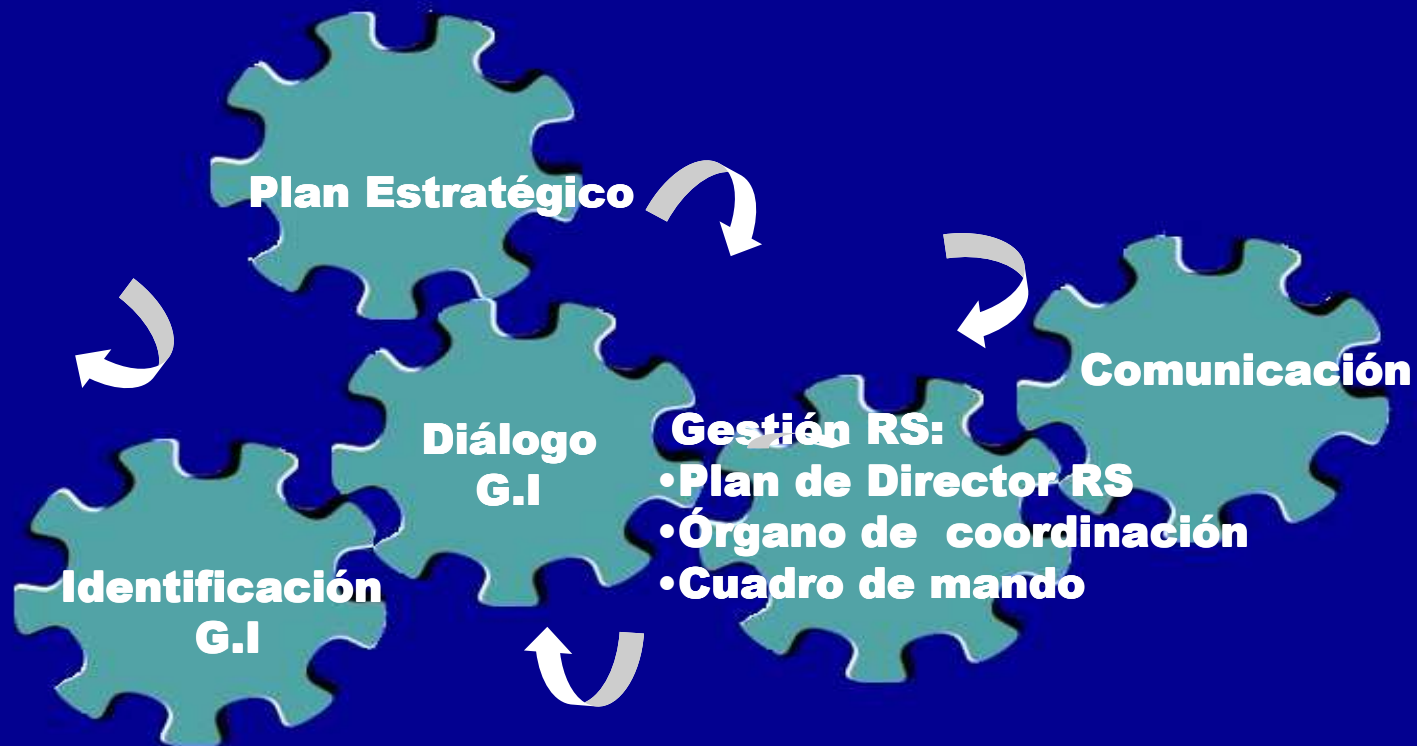 Plan Estratégico
Comunicación
Diálogo
G.I
Gestión RS:
•Plan de Director RS
•Órgano de  coordinación
•Cuadro de mando
Identificación
G.I